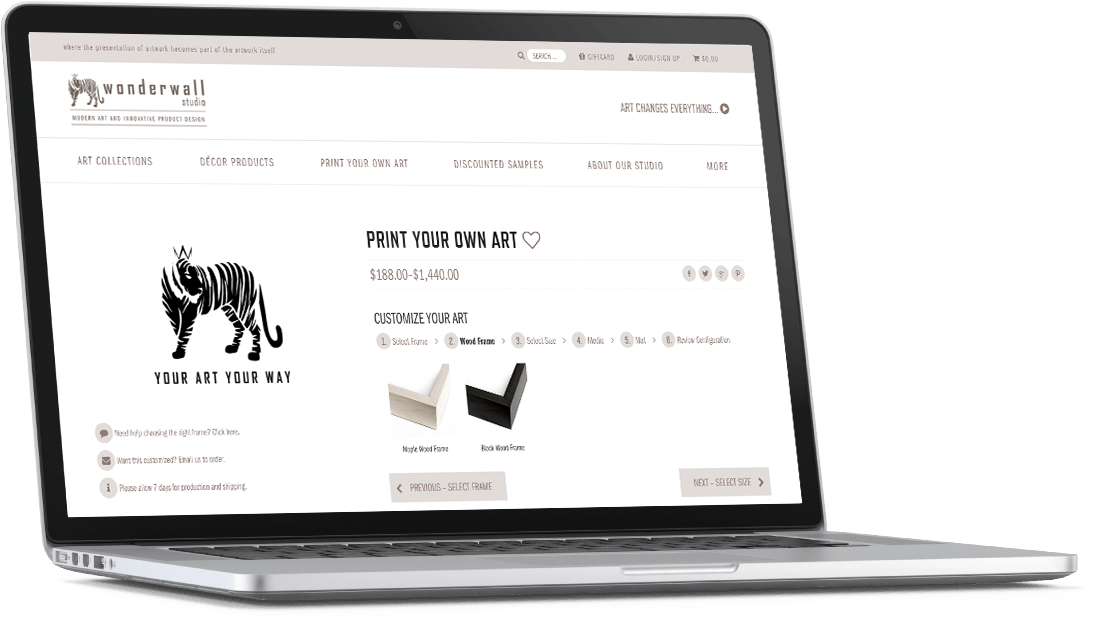 where the presentation of artwork becomes part of the artwork itself
SEARCH ... GIFTCARD LOGIN/SIGN UP $0.00
wonderwall
studio
MODERN ART AND INNOVATIVE PRODUCT DESIGN
ART CHANGES EVERYTHING...
ART COLLECTIONS DÉCOR PRODUCTS PRINT YOUR OWN ART DISCOUNTED SAMPLES ABOUT OUR STUDIO MORE
PRINT YOUR OWN ART
$188.00–$1,440.00
CUSTOMIZE YOUR ART
1. Select Frame > 2. Wood Frame > 3. Select Size > 4. Media > 5. Mat > 6. Review Configuration
YOUR ART YOUR WAY
Maple Wood Frame Black Wood Frame
Need help choosing the right frame? Click here.
Want this customized? Email us to order.
Please allow 7 days for production and shipping.
PREVIOUS – SELECT FRAME NEXT – SELECT SIZE